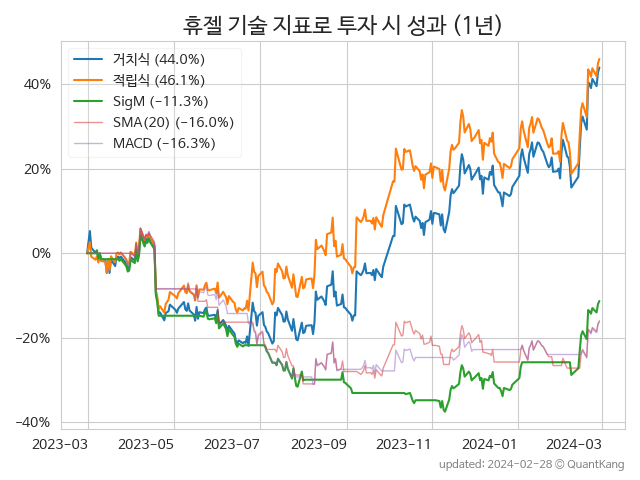 휴젤 기술 지표로 투자 시 성과 (1년)
거치식 (44.0%)
적립식 (46.1%)
SigM (−11.3%)
SMA(20) (−16.0%)
MACD (−16.3%)
40%
20%
0%
−20%
−40%
2023−03 2023−05 2023−07 2023−09 2023−11 2024−01 2024−03
updated: 2024−02−28 © QuantKang